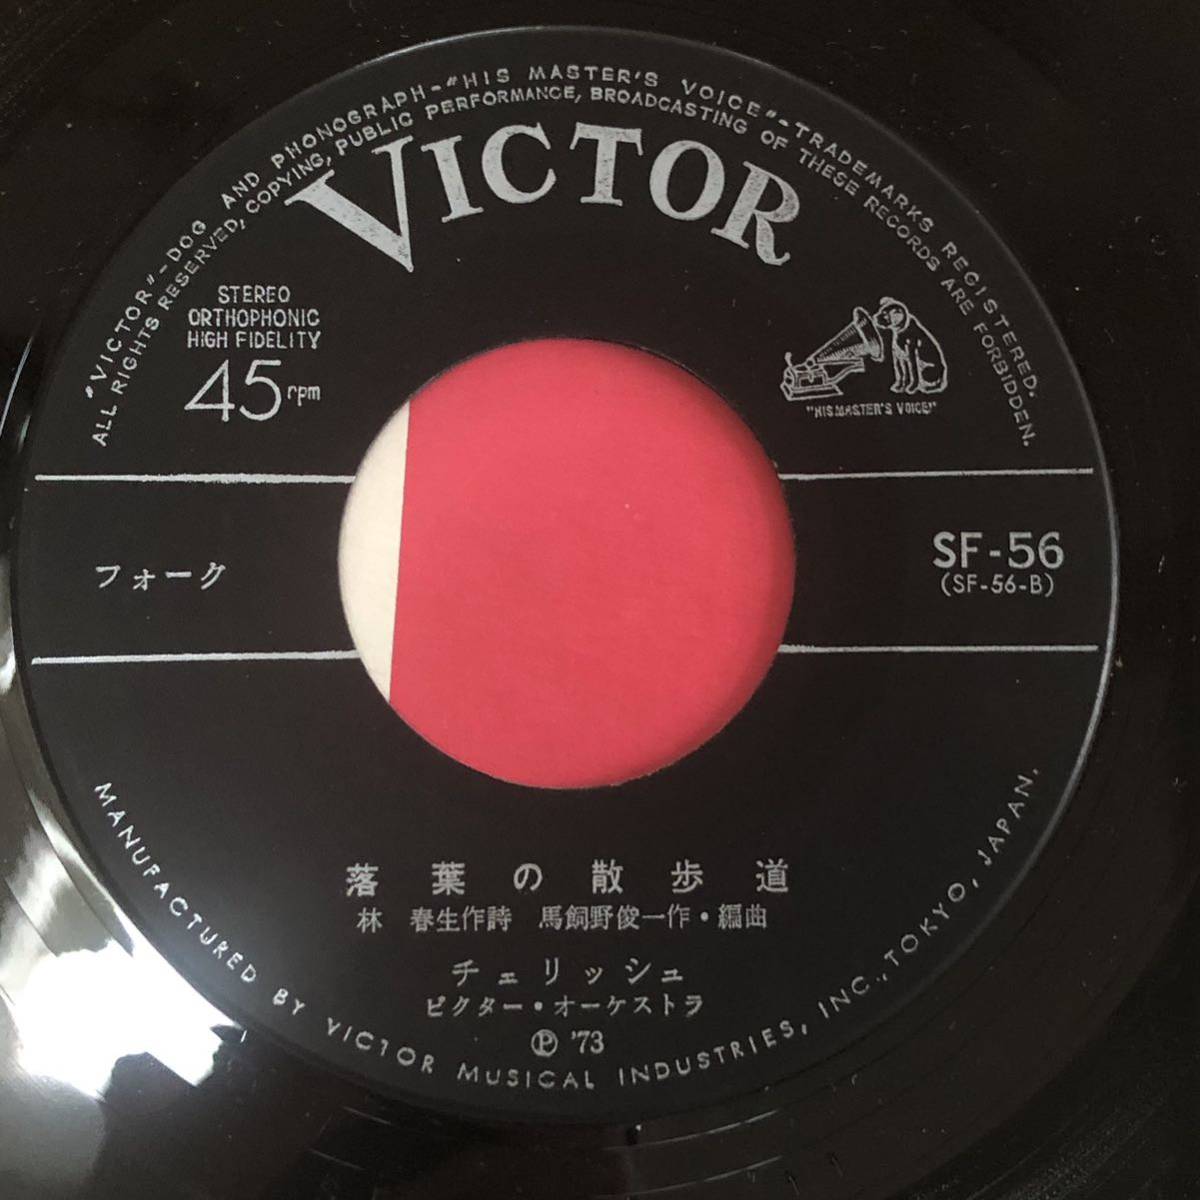 "VICTOR"-DOG AND PHONOGRAPH-"HIS MASTER'S VOICE"-TRADEMARKS REGISTERED.
ALL RIGHTS RESERVED, COPYING, PUBLIC PERFORMANCE, BROADCASTING OF THESE RECORDS ARE FORBIDDEN.
VICTOR
STEREO
ORTHOPHONIC
HIGH FIDELITY
45 rpm
"HIS MASTER'S VOICE"
フォーク
SF-56
(SF-56-B)
落葉の散歩道
林 春生作詩 馬飼野俊一作・編曲
チェリッシュ
ビクター・オーケストラ
Ⓟ '73
MANUFACTURED BY VICTOR MUSICAL INDUSTRIES, INC., TOKYO, JAPAN.